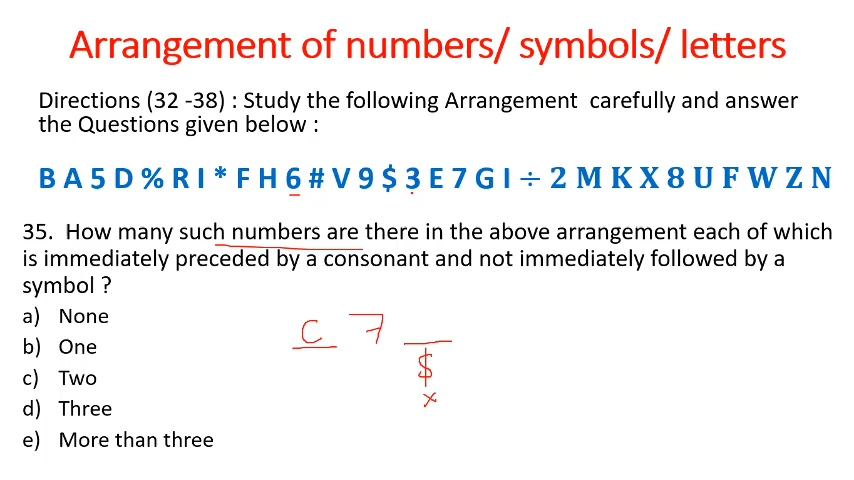 Arrangement of numbers/ symbols/ letters
Directions (32 -38) : Study the following Arrangement carefully and answer
the Questions given below :
B A 5 D % R I * F H 6 # V 9 $ 3 E 7 G I ÷ 2 M K X 8 U F W Z N
35. How many such numbers are there in the above arrangement each of which
is immediately preceded by a consonant and not immediately followed by a
symbol ?
a) None
b) One
c) Two
d) Three
e) More than three
C 7
$
×